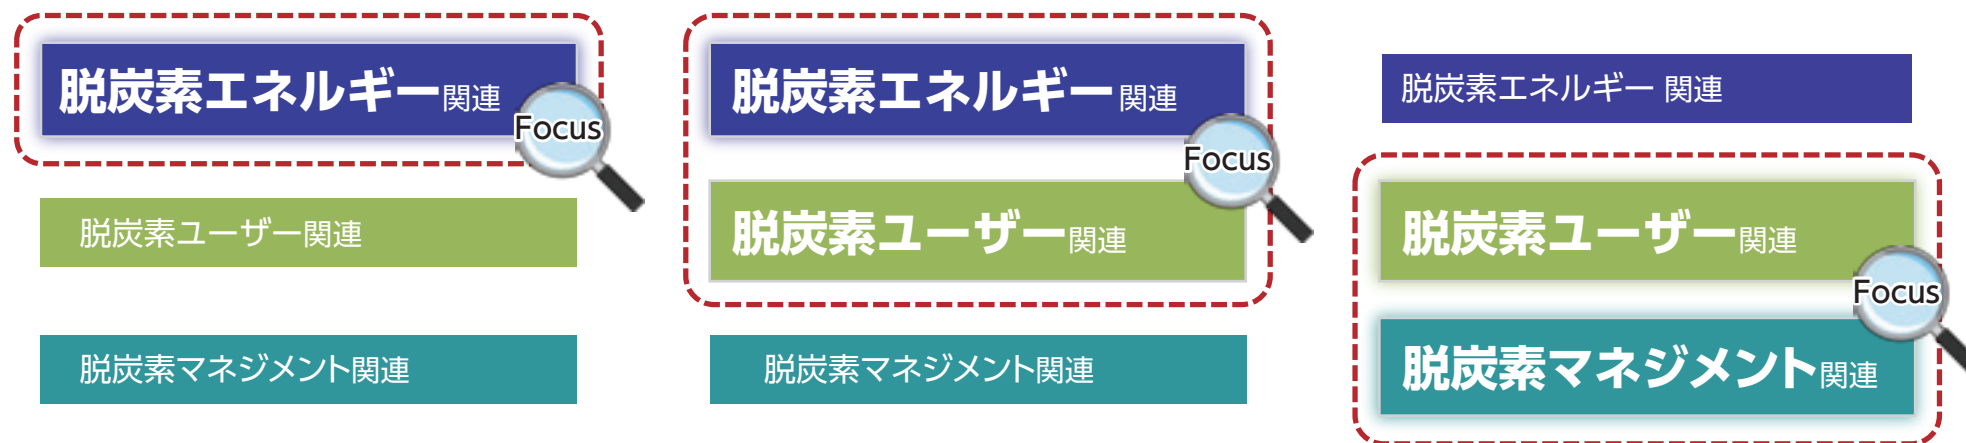 脱炭素エネルギー関連
Focus
脱炭素ユーザー関連
脱炭素マネジメント関連
脱炭素エネルギー関連
Focus
脱炭素ユーザー関連
脱炭素マネジメント関連
脱炭素エネルギー 関連
脱炭素ユーザー関連
Focus
脱炭素マネジメント関連